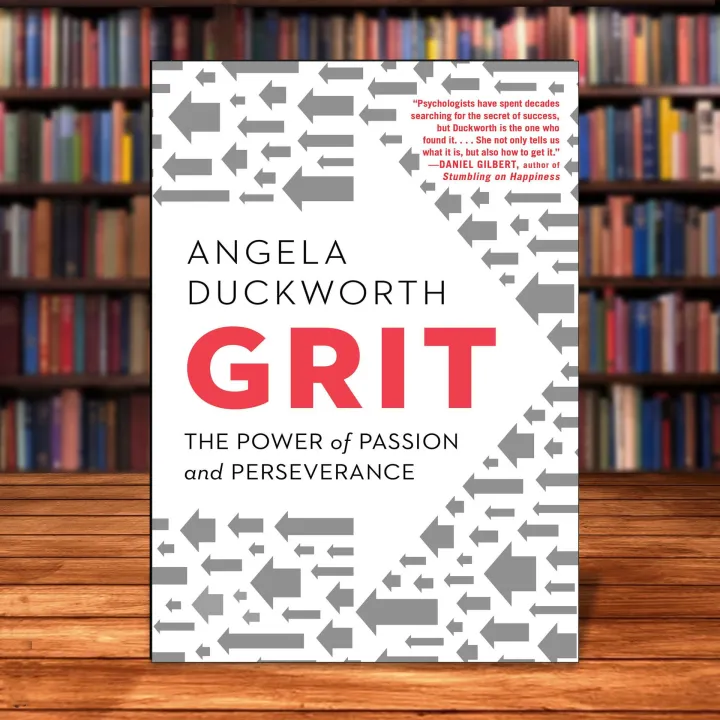 "Psychologists have spent decades
searching for the secret of success,
but Duckworth is the one who
found it. . . . She not only tells us
what it is, but also how to get it."
—DANIEL GILBERT, author of
Stumbling on Happiness
ANGELA
DUCKWORTH
GRIT
THE POWER of PASSION
and PERSEVERANCE